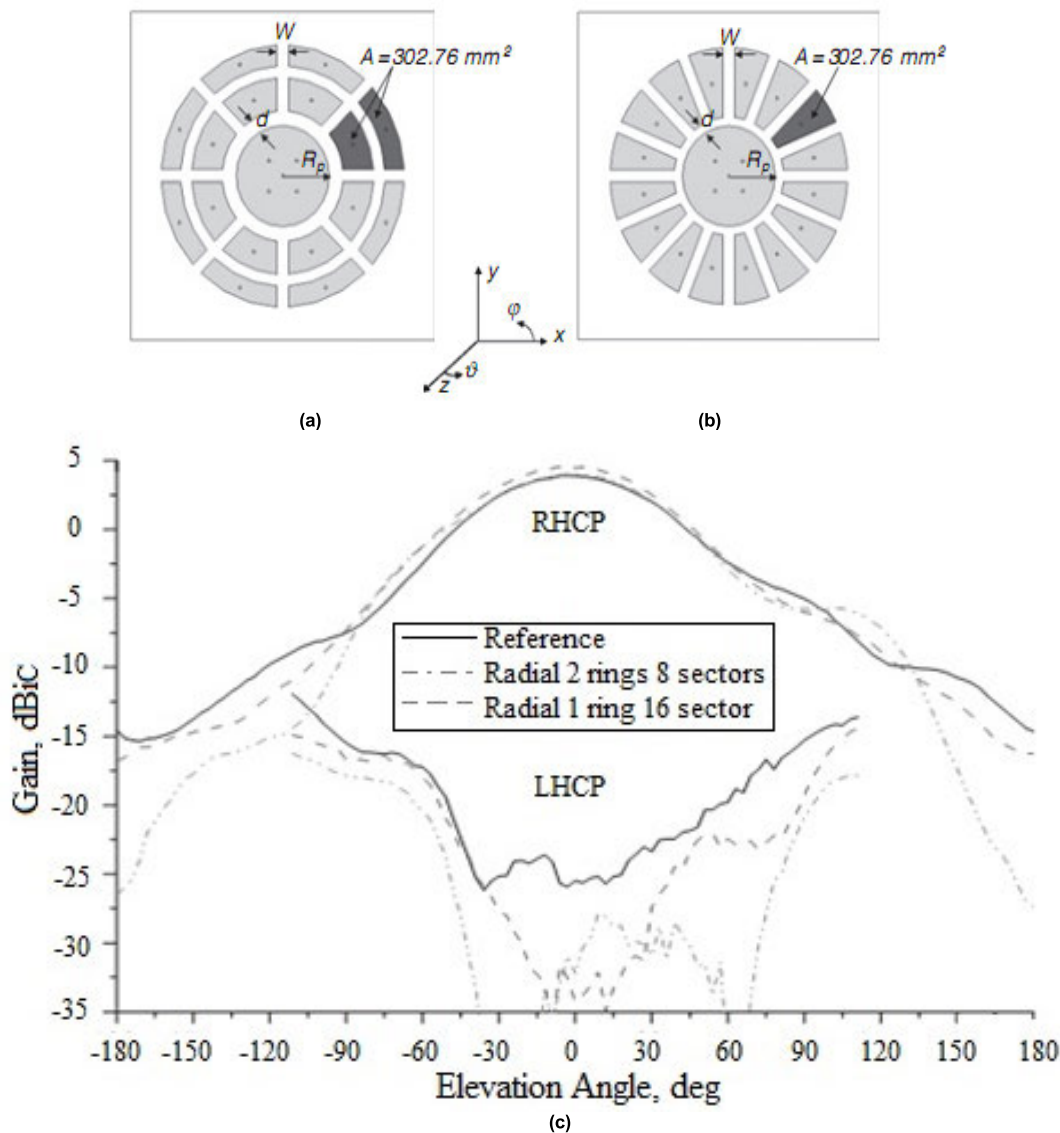 W
A=302.76 mm²
d
Rp
W
A=302.76 mm²
d
Rp
y
φ
x
z
ϑ
(a)
(b)
5
0
-5
-10
-15
-20
-25
-30
-35
Gain, dBiC
RHCP
Reference
Radial 2 rings 8 sectors
Radial 1 ring 16 sector
LHCP
-180 -150 -120 -90 -60 -30 0 30 60 90 120 150 180
Elevation Angle, deg
(c)